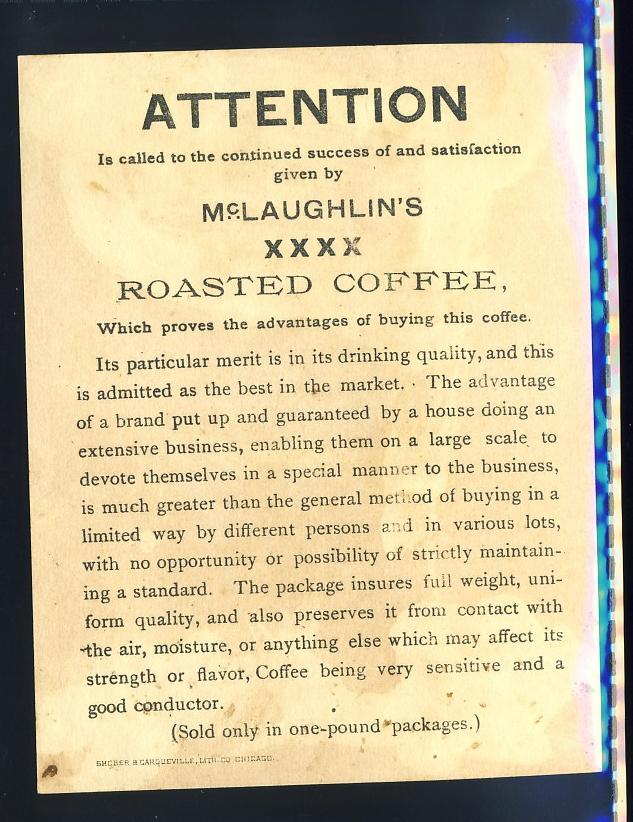 ATTENTION
Is called to the continued success of and satisfaction
given by
McLAUGHLIN'S
XXXX
ROASTED COFFEE,
Which proves the advantages of buying this coffee.
Its particular merit is in its drinking quality, and this
is admitted as the best in the market. The advantage
of a brand put up and guaranteed by a house doing an
extensive business, enabling them on a large scale to
devote themselves in a special manner to the business,
is much greater than the general method of buying in a
limited way by different persons and in various lots,
with no opportunity or possibility of strictly maintain-
ing a standard. The package insures full weight, uni-
form quality, and also preserves it from contact with
the air, moisture, or anything else which may affect its
strength or flavor, Coffee being very sensitive and a
good conductor.
(Sold only in one-pound packages.)
SHOBER & CARQUEVILLE, LITH. CO. CHICAGO.